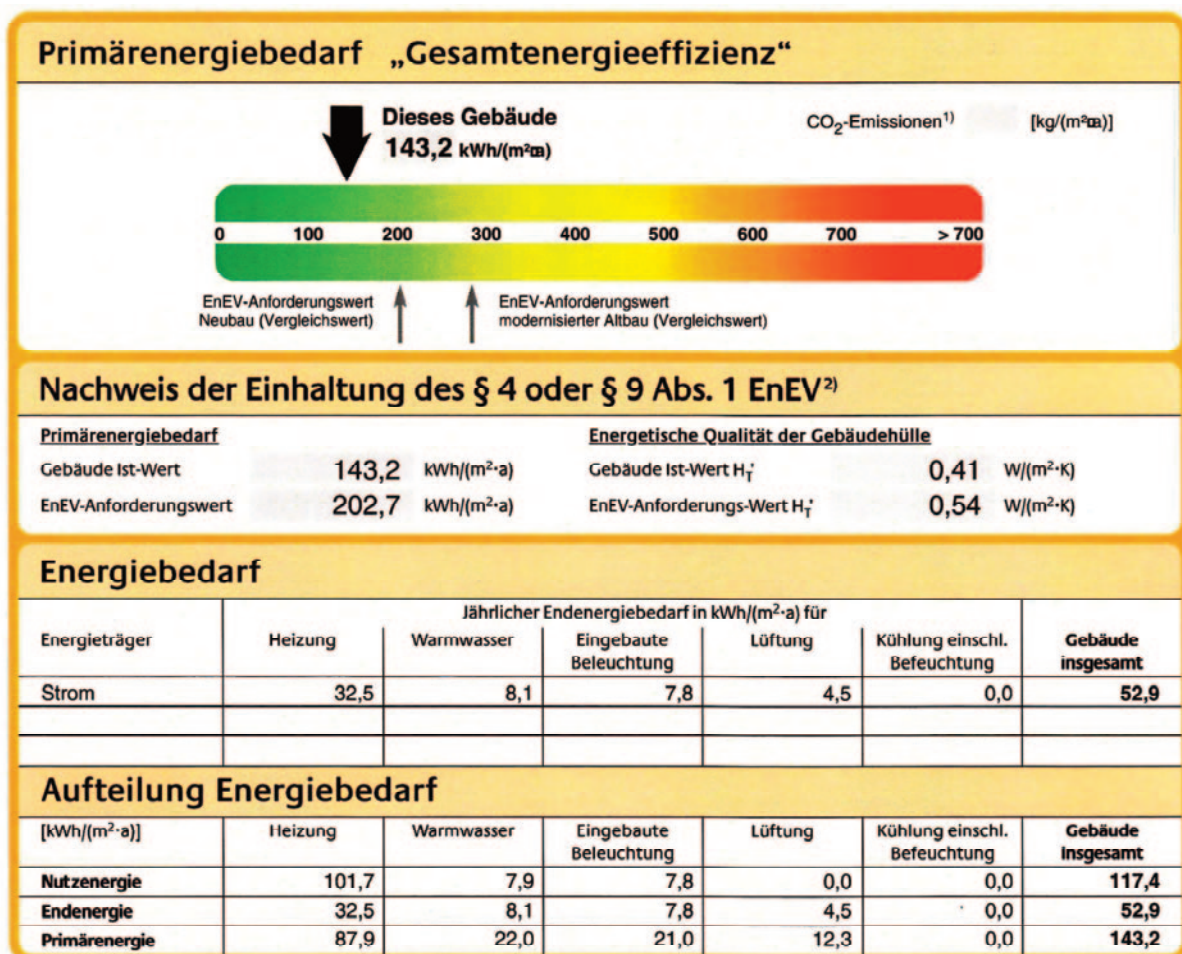 Primärenergiebedarf „Gesamtenergieeffizienz“
Dieses Gebäude
143,2 kWh/(m²a)
CO₂-Emissionen¹⁾ [kg/(m²a)]
0 100 200 300 400 500 600 700 > 700
EnEV-Anforderungswert
Neubau (Vergleichswert)
EnEV-Anforderungswert
modernisierter Altbau (Vergleichswert)
Nachweis der Einhaltung des § 4 oder § 9 Abs. 1 EnEV²⁾
Primärenergiebedarf
Gebäude Ist-Wert 143,2 kWh/(m²·a)
EnEV-Anforderungswert 202,7 kWh/(m²·a)
Energetische Qualität der Gebäudehülle
Gebäude Ist-Wert H_T' 0,41 W/(m²·K)
EnEV-Anforderungs-Wert H_T' 0,54 W/(m²·K)
Energiebedarf
Jährlicher Endenergiebedarf in kWh/(m²·a) für
Energieträger Heizung Warmwasser Eingebaute Beleuchtung Lüftung Kühlung einschl. Befeuchtung Gebäude insgesamt
Strom 32,5 8,1 7,8 4,5 0,0 52,9
Aufteilung Energiebedarf
[kWh/(m²·a)] Heizung Warmwasser Eingebaute Beleuchtung Lüftung Kühlung einschl. Befeuchtung Gebäude insgesamt
Nutzenergie 101,7 7,9 7,8 0,0 0,0 117,4
Endenergie 32,5 8,1 7,8 4,5 0,0 52,9
Primärenergie 87,9 22,0 21,0 12,3 0,0 143,2